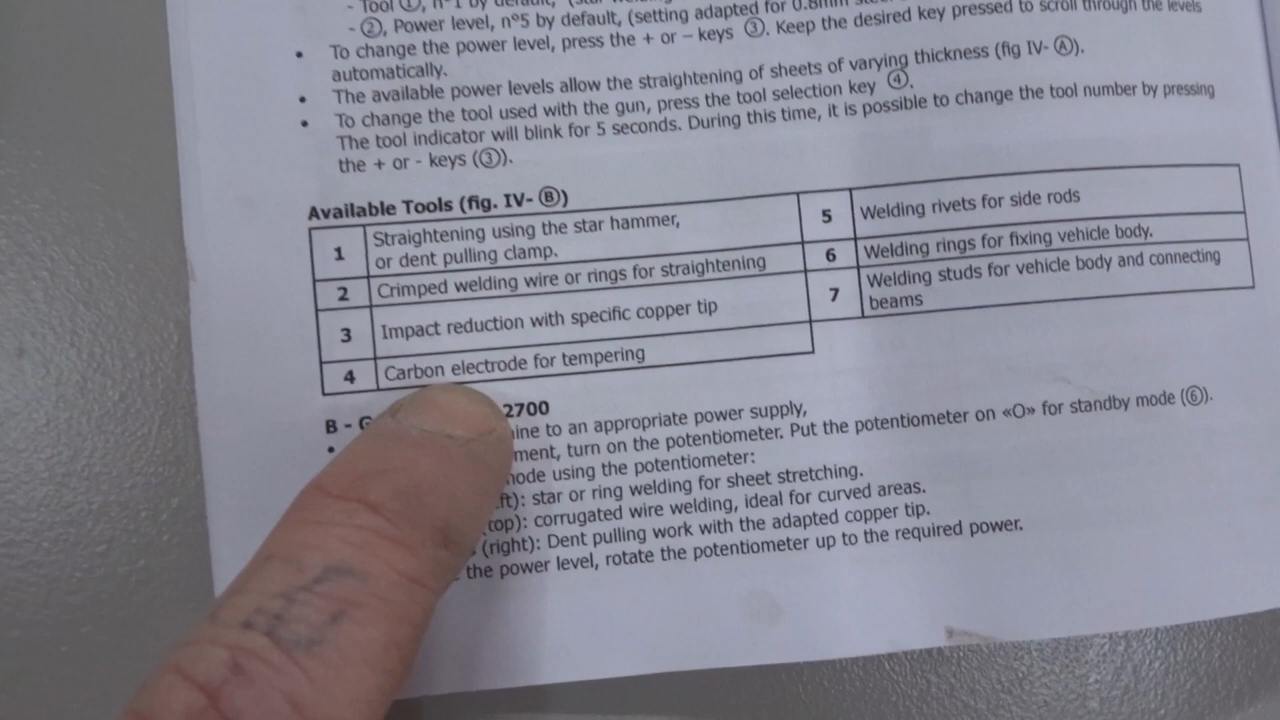 - Tool ①, n°1 by default,
- ②, Power level, n°5 by default, (setting adapted for 0.8mm
• To change the power level, press the + or – keys ③. Keep the desired key pressed to scroll through the levels
automatically.
• The available power levels allow the straightening of sheets of varying thickness (fig IV- Ⓐ).
• To change the tool used with the gun, press the tool selection key ④.
The tool indicator will blink for 5 seconds. During this time, it is possible to change the tool number by pressing
the + or - keys (③).
Available Tools (fig. IV- Ⓑ)
1 Straightening using the star hammer,
or dent pulling clamp.
2 Crimped welding wire or rings for straightening
3 Impact reduction with specific copper tip
4 Carbon electrode for tempering
5 Welding rivets for side rods
6 Welding rings for fixing vehicle body.
7 Welding studs for vehicle body and connecting
beams
B - G 2700
• ine to an appropriate power supply,
ment, turn on the potentiometer. Put the potentiometer on «O» for standby mode (⑥).
ode using the potentiometer:
ft): star or ring welding for sheet stretching.
(top): corrugated wire welding, ideal for curved areas.
(right): Dent pulling work with the adapted copper tip.
the power level, rotate the potentiometer up to the required power.